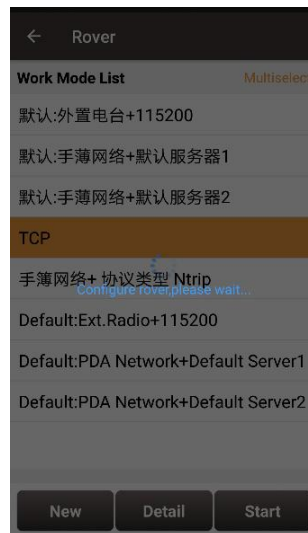 ← Rover
Work Mode List Multiselect
默认:外置电台+115200
默认:手薄网络+默认服务器1
默认:手薄网络+默认服务器2
TCP
手簿网络+ 协议类型 Ntrip
Configure rover,please wait...
Default:Ext.Radio+115200
Default:PDA Network+Default Server1
Default:PDA Network+Default Server2
New Detail Start